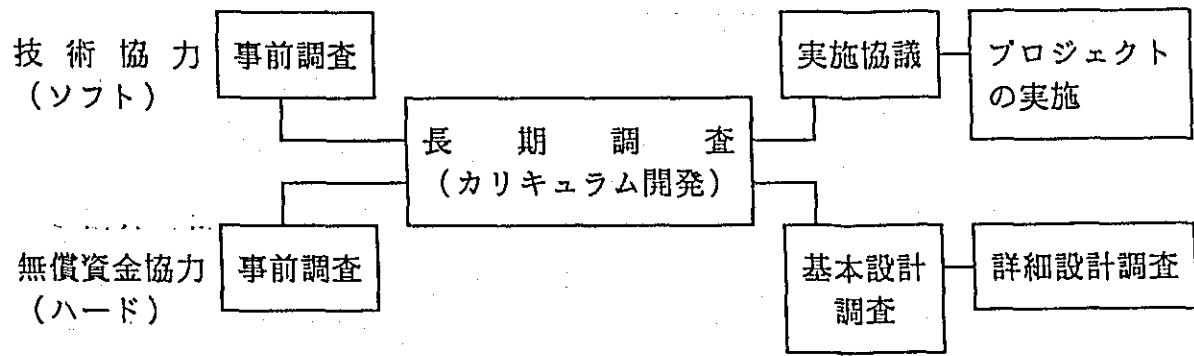 技術協力
（ソフト）
事前調査
長期調査
（カリキュラム開発）
実施協議
プロジェクト
の実施
無償資金協力
（ハード）
事前調査
基本設計
調査
詳細設計調査